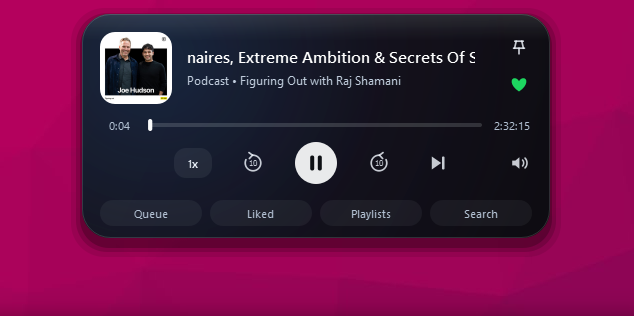 Joe Hudson
naires, Extreme Ambition & Secrets Of S
Podcast • Figuring Out with Raj Shamani
0:04
2:32:15
1x
10
10
Queue
Liked
Playlists
Search